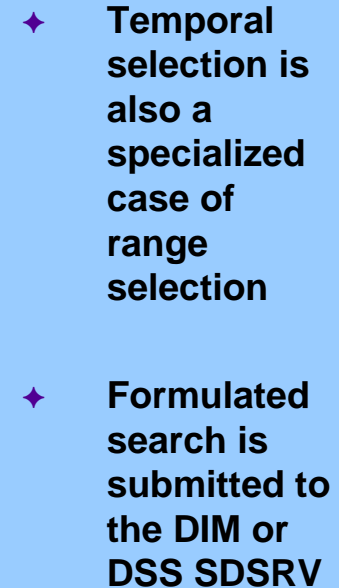 ✦ Temporal
selection is
also a
specialized
case of
range
selection
✦ Formulated
search is
submitted to
the DIM or
DSS SDSRV